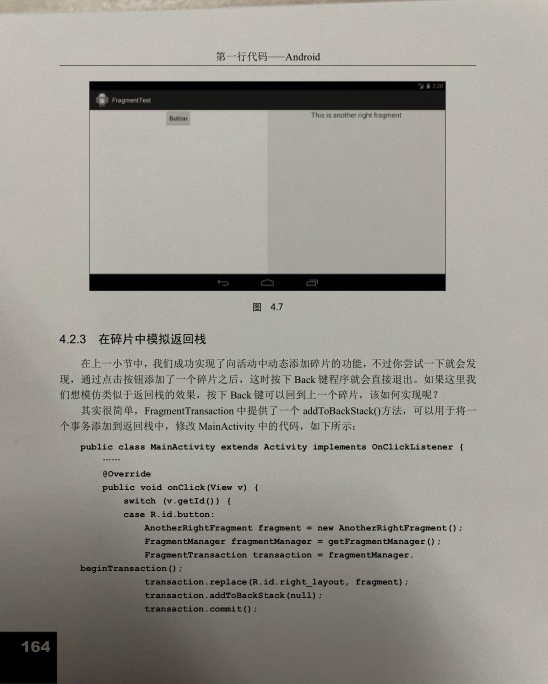 第一行代码——Android
2:20
FragmentTest
Button
This is another right fragment
图 4.7
4.2.3 在碎片中模拟返回栈
在上一小节中，我们成功实现了向活动中动态添加碎片的功能，不过你尝试一下就会发
现，通过点击按钮添加了一个碎片之后，这时按下 Back 键程序就会直接退出。如果这里我
们想模仿类似于返回栈的效果，按下 Back 键可以回到上一个碎片，该如何实现呢？
其实很简单，FragmentTransaction 中提供了一个 addToBackStack()方法，可以用于将一
个事务添加到返回栈中，修改 MainActivity 中的代码，如下所示：
public class MainActivity extends Activity implements OnClickListener {
……
@Override
public void onClick(View v) {
switch (v.getId()) {
case R.id.button:
AnotherRightFragment fragment = new AnotherRightFragment();
FragmentManager fragmentManager = getFragmentManager();
FragmentTransaction transaction = fragmentManager.
beginTransaction();
transaction.replace(R.id.right_layout, fragment);
transaction.addToBackStack(null);
transaction.commit();
164